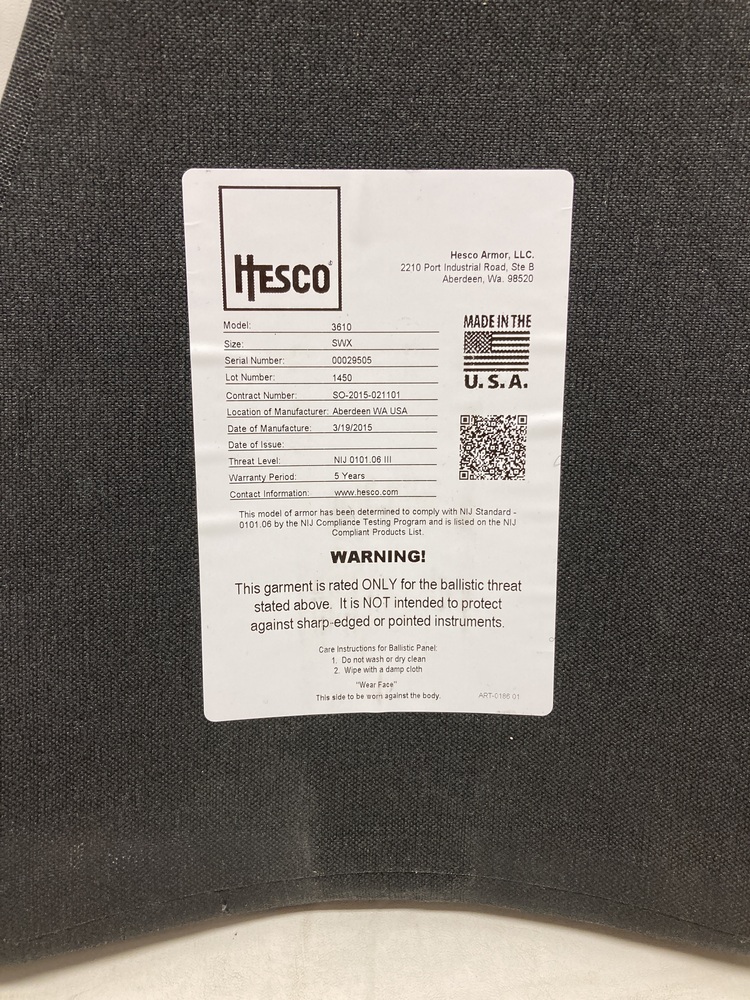 HESCO®
Hesco Armor, LLC.
2210 Port Industrial Road, Ste B
Aberdeen, Wa. 98520
Model: 3610
Size: SWX
Serial Number: 00029505
Lot Number: 1450
Contract Number: SO-2015-021101
Location of Manufacturer: Aberdeen WA USA
Date of Manufacture: 3/19/2015
Date of Issue:
Threat Level: NIJ 0101.06 III
Warranty Period: 5 Years
Contact Information: www.hesco.com
MADE IN THE
U.S.A.
This model of armor has been determined to comply with NIJ Standard -
0101.06 by the NIJ Compliance Testing Program and is listed on the NIJ
Compliant Products List.
WARNING!
This garment is rated ONLY for the ballistic threat
stated above. It is NOT intended to protect
against sharp-edged or pointed instruments.
Care Instructions for Ballistic Panel:
1. Do not wash or dry clean
2. Wipe with a damp cloth
"Wear Face"
This side to be worn against the body.
ART-0186 01